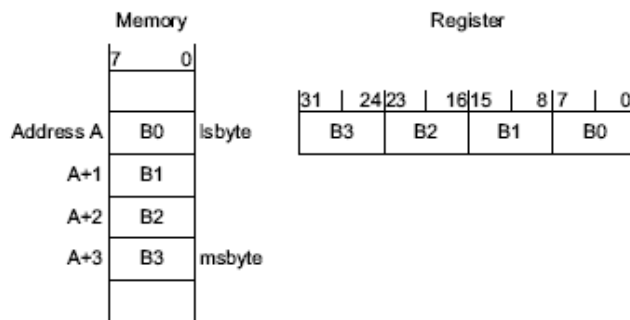 Memory Register
7 0
31 24 23 16 15 8 7 0
Address A B0 lsbyte B3 B2 B1 B0
A+1 B1
A+2 B2
A+3 B3 msbyte